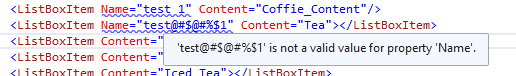 <ListBoxItem Name="test 1" Content="Coffie_Content"/>
<ListBoxItem Name="test@#$@#%$1" Content="Tea"></ListBoxItem>
<ListBoxItem Content="
'test@#$@#%$1' is not a valid value for property 'Name'.
<ListBoxItem Content="
<ListBoxItem Content="Iced Tea"></ListBoxItem>